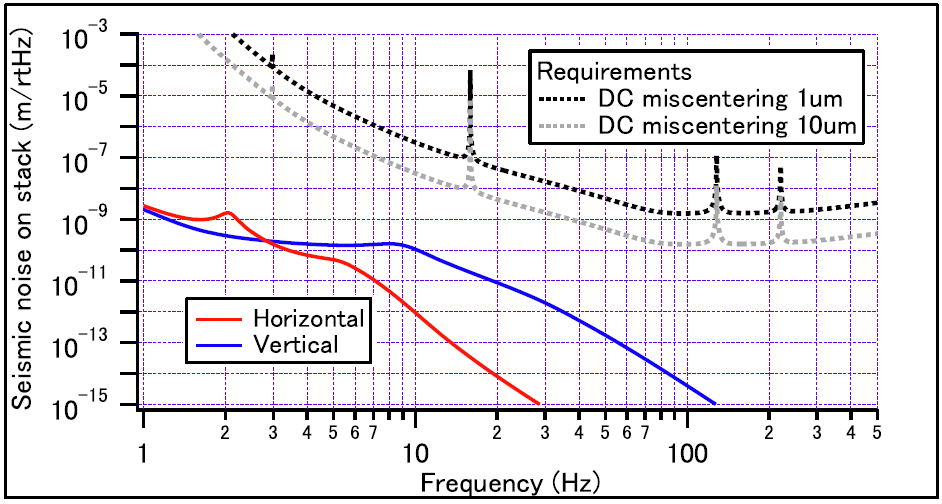 Seismic noise on stack (m/rtHz)
10^-3
10^-5
10^-7
10^-9
10^-11
10^-13
10^-15
Requirements
DC miscentering 1um
DC miscentering 10um
Horizontal
Vertical
2 3 4 5 6 7 2 3 4 5 6 7 2 3 4 5
1 10 100
Frequency (Hz)